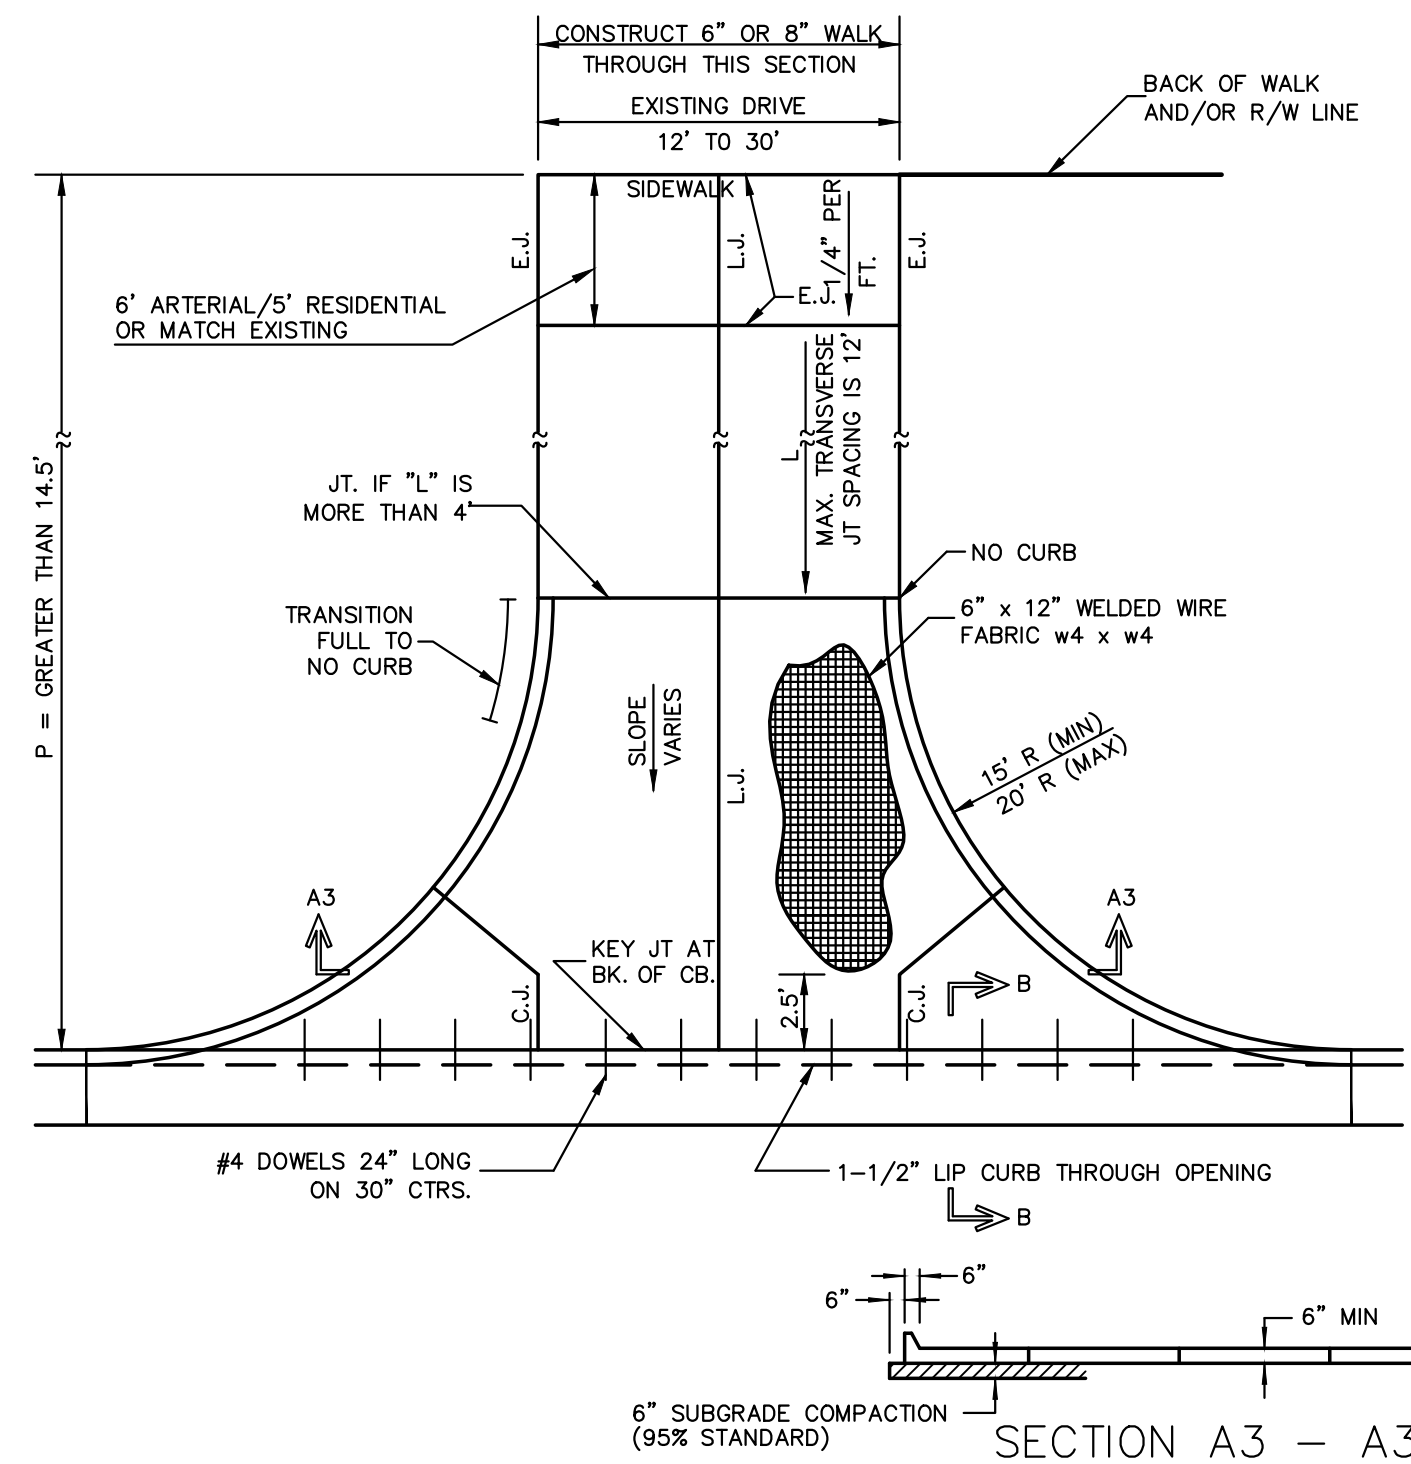 CONSTRUCT 6" OR 8" WALK
THROUGH THIS SECTION
EXISTING DRIVE
12' TO 30'
BACK OF WALK
AND/OR R/W LINE
SIDEWALK
E.J.
L.J.
1/4" PER
FT.
E.J.
E.J.
6' ARTERIAL/5' RESIDENTIAL
OR MATCH EXISTING
L
MAX. TRANSVERSE
JT SPACING IS 12'
P = GREATER THAN 14.5'
JT. IF "L" IS
MORE THAN 4'
NO CURB
TRANSITION
FULL TO
NO CURB
6" x 12" WELDED WIRE
FABRIC w4 x w4
SLOPE
VARIES
L.J.
15' R (MIN)
20' R (MAX)
A3
A3
KEY JT AT
BK. OF CB.
C.J.
2.5'
C.J.
B
#4 DOWELS 24" LONG
ON 30" CTRS.
1-1/2" LIP CURB THROUGH OPENING
B
6"
6"
6" MIN
6" SUBGRADE COMPACTION
(95% STANDARD)
SECTION A3 - A3